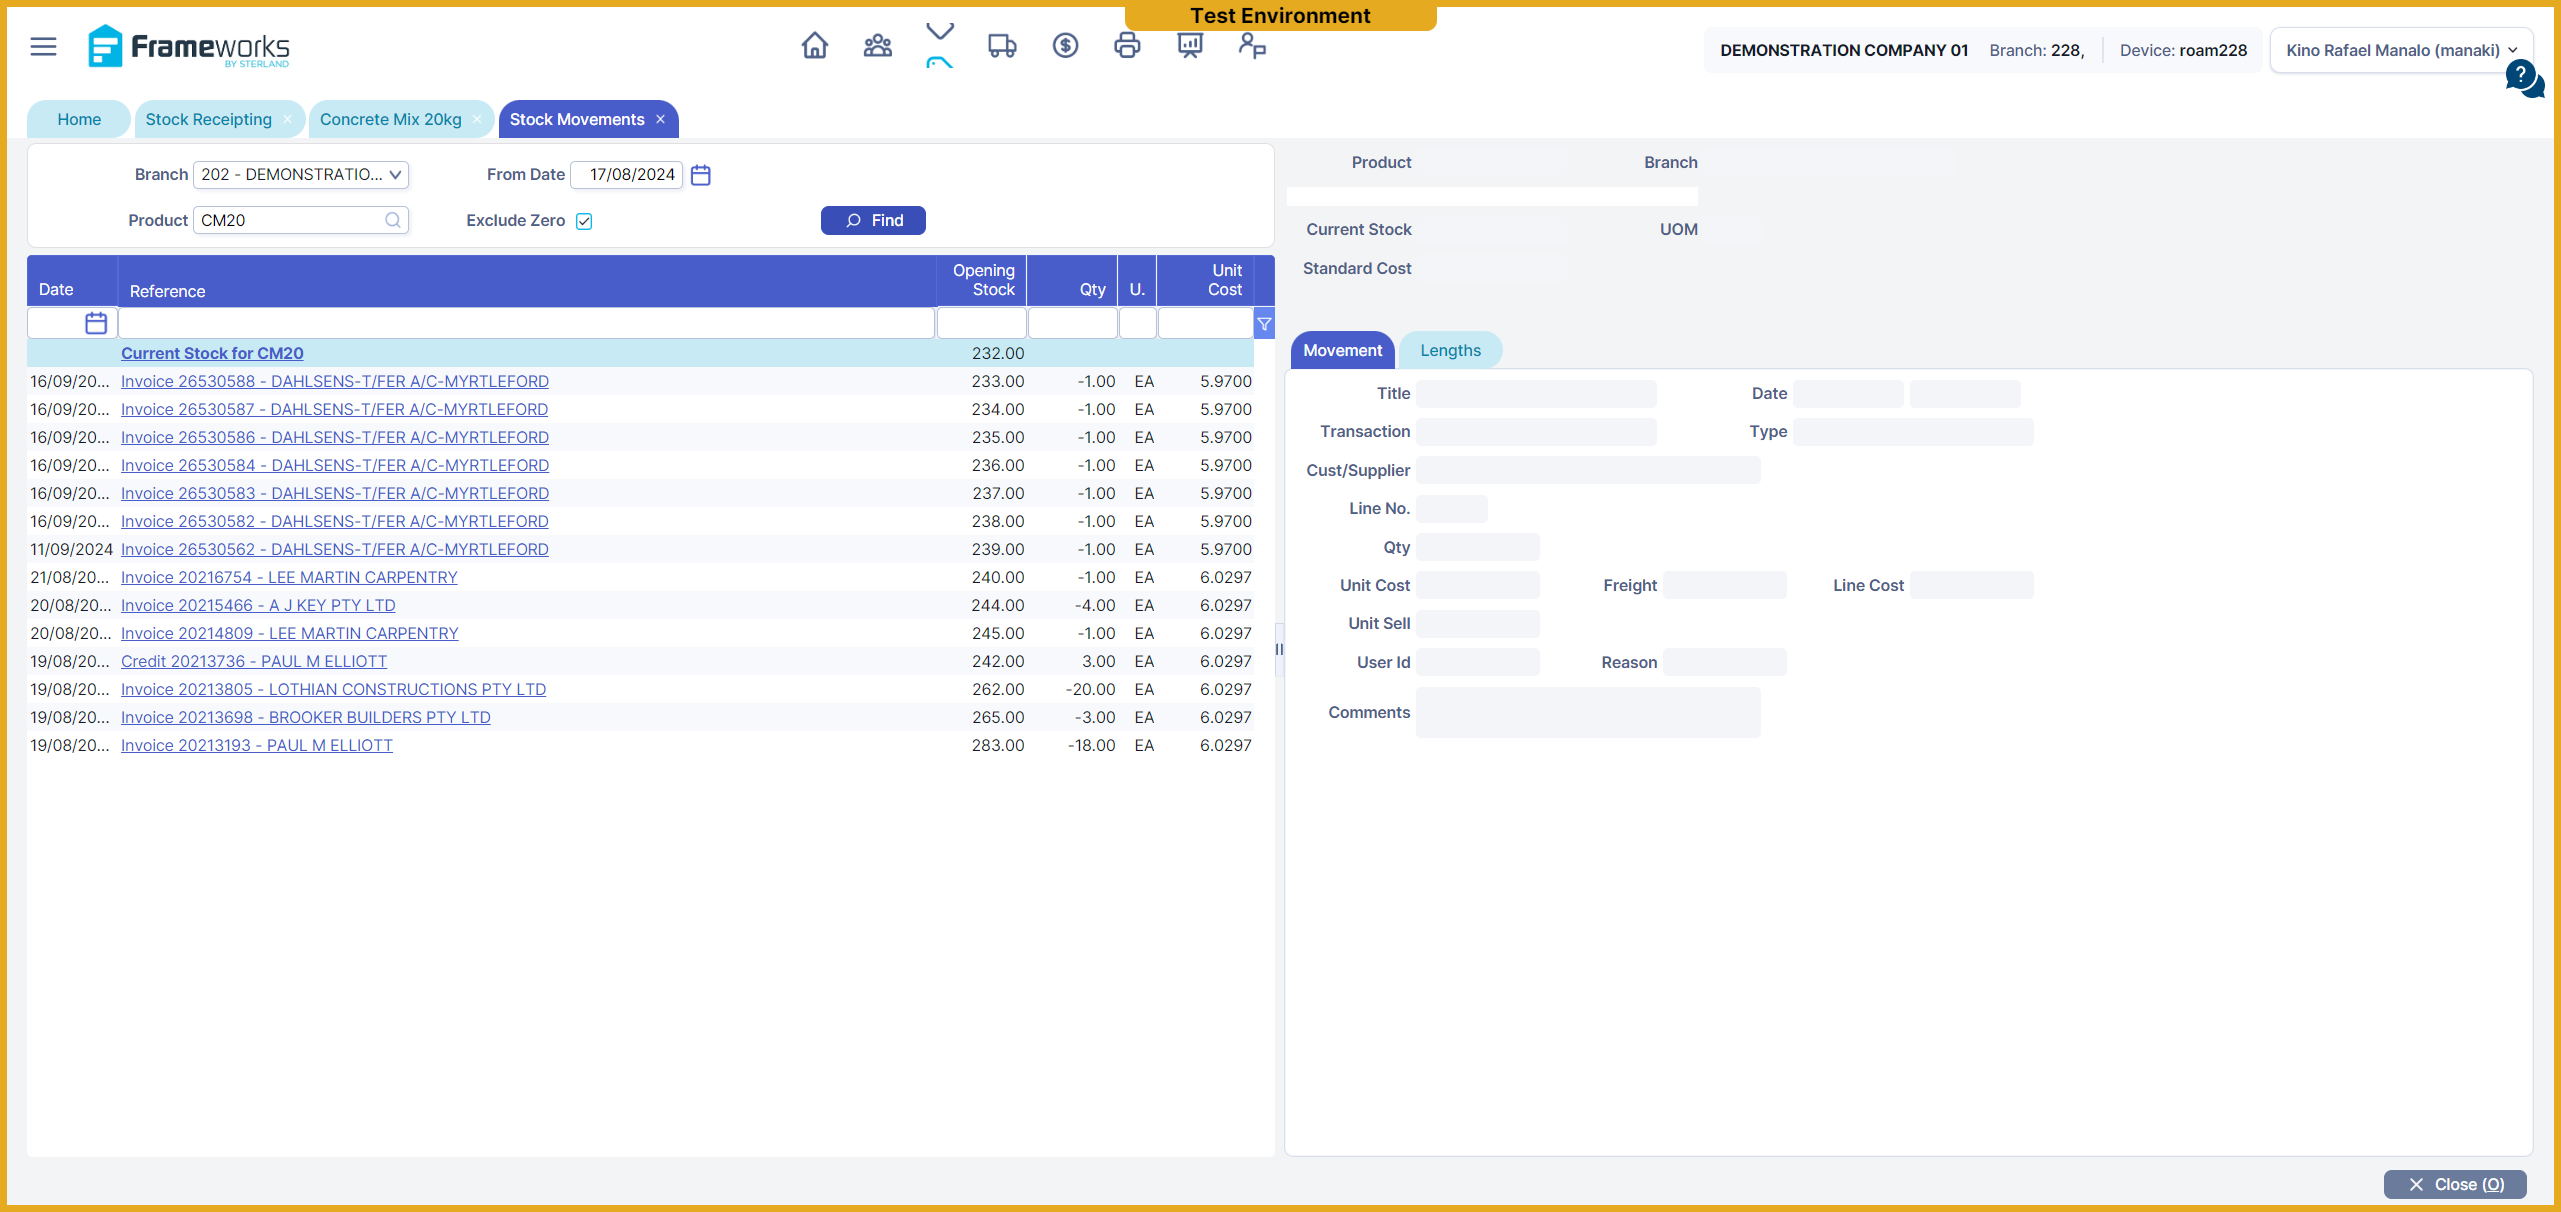 Test Environment
Frameworks
BY STERLAND
DEMONSTRATION COMPANY 01 Branch: 228, Device: roam228 Kino Rafael Manalo (manaki)
?
Home Stock Receipting × Concrete Mix 20kg × Stock Movements ×
Branch 202 - DEMONSTRATIO... From Date 17/08/2024
Product CM20 Exclude Zero Find
Product Branch
Current Stock UOM
Standard Cost
Date Reference Opening Stock Qty U. Unit Cost
Current Stock for CM20 232.00
16/09/20... Invoice 26530588 - DAHLSENS-T/FER A/C-MYRTLEFORD 233.00 -1.00 EA 5.9700
16/09/20... Invoice 26530587 - DAHLSENS-T/FER A/C-MYRTLEFORD 234.00 -1.00 EA 5.9700
16/09/20... Invoice 26530586 - DAHLSENS-T/FER A/C-MYRTLEFORD 235.00 -1.00 EA 5.9700
16/09/20... Invoice 26530584 - DAHLSENS-T/FER A/C-MYRTLEFORD 236.00 -1.00 EA 5.9700
16/09/20... Invoice 26530583 - DAHLSENS-T/FER A/C-MYRTLEFORD 237.00 -1.00 EA 5.9700
16/09/20... Invoice 26530582 - DAHLSENS-T/FER A/C-MYRTLEFORD 238.00 -1.00 EA 5.9700
11/09/2024 Invoice 26530562 - DAHLSENS-T/FER A/C-MYRTLEFORD 239.00 -1.00 EA 5.9700
21/08/20... Invoice 20216754 - LEE MARTIN CARPENTRY 240.00 -1.00 EA 6.0297
20/08/20... Invoice 20215466 - A J KEY PTY LTD 244.00 -4.00 EA 6.0297
20/08/20... Invoice 20214809 - LEE MARTIN CARPENTRY 245.00 -1.00 EA 6.0297
19/08/20... Credit 20213736 - PAUL M ELLIOTT 242.00 3.00 EA 6.0297
19/08/20... Invoice 20213805 - LOTHIAN CONSTRUCTIONS PTY LTD 262.00 -20.00 EA 6.0297
19/08/20... Invoice 20213698 - BROOKER BUILDERS PTY LTD 265.00 -3.00 EA 6.0297
19/08/20... Invoice 20213193 - PAUL M ELLIOTT 283.00 -18.00 EA 6.0297
Movement Lengths
Title Date
Transaction Type
Cust/Supplier
Line No.
Qty
Unit Cost Freight Line Cost
Unit Sell
User Id Reason
Comments
Close (O)